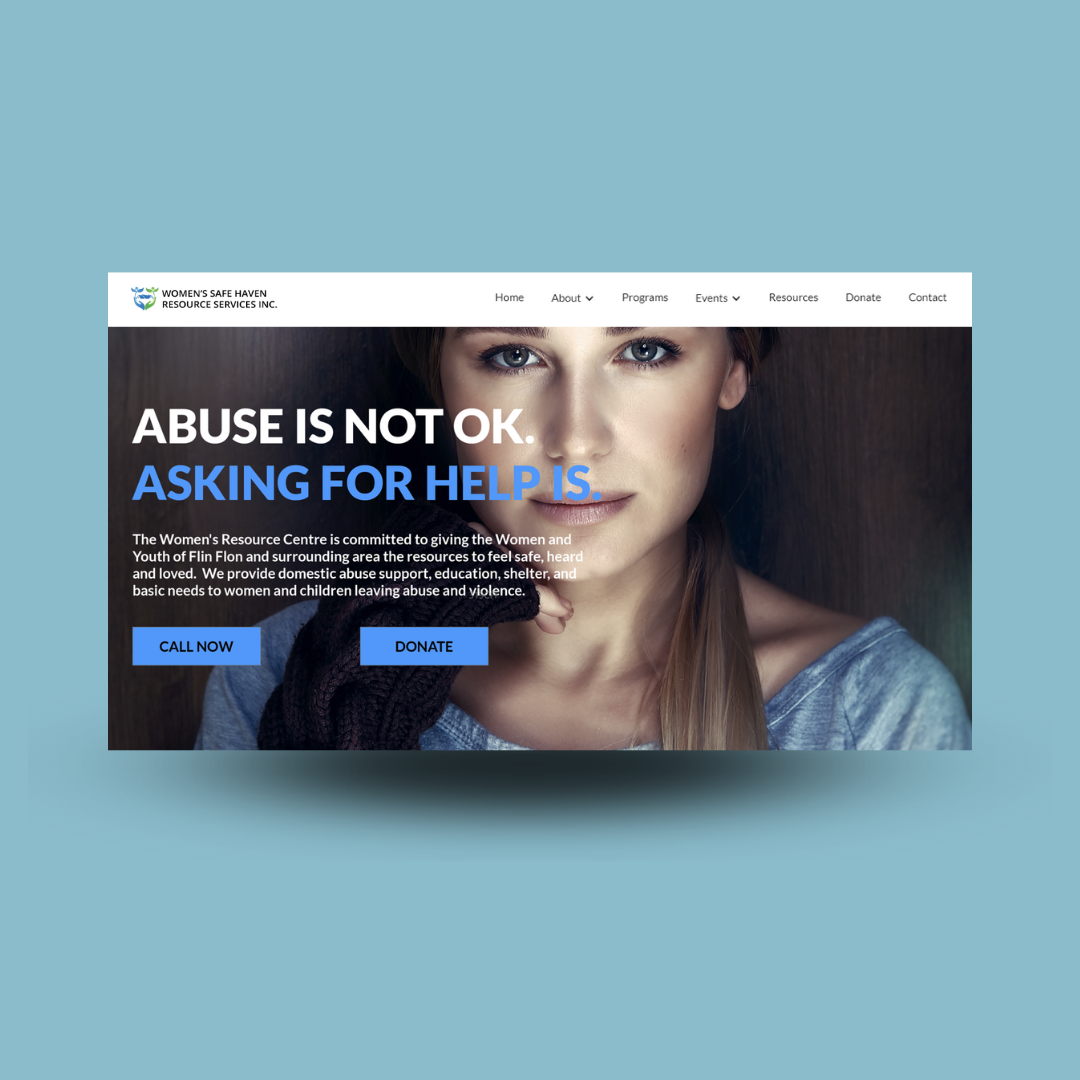 WOMEN'S SAFE HAVEN
RESOURCE SERVICES INC.
Home About Programs Events Resources Donate Contact
ABUSE IS NOT OK.
ASKING FOR HELP IS.
The Women's Resource Centre is committed to giving the Women and
Youth of Flin Flon and surrounding area the resources to feel safe, heard
and loved.  We provide domestic abuse support, education, shelter, and
basic needs to women and children leaving abuse and violence.
CALL NOW DONATE